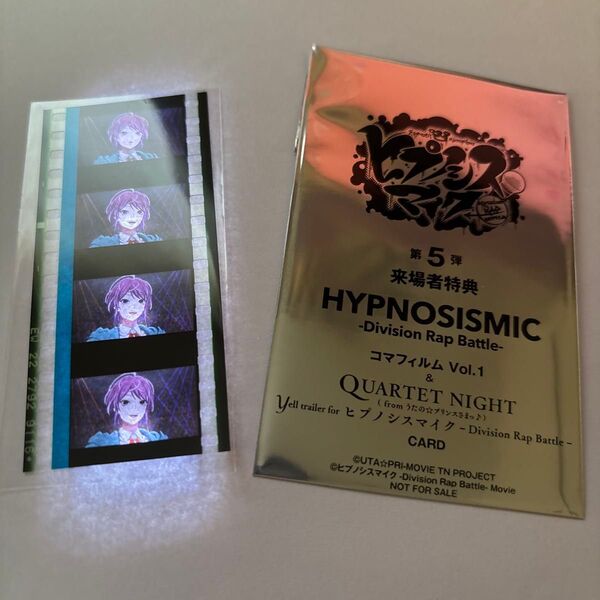 ヒプノシス
マイク
第5弾
来場者特典
HYPNOSISMIC
-Division Rap Battle-
コマフィルム Vol.1
&
QUARTET NIGHT
(from うたの☆プリンスさまっ♪)
Yell trailer for ヒプノシスマイク -Division Rap Battle-
CARD
©UTA☆PRI-MOVIE TN PROJECT
©ヒプノシスマイク -Division Rap Battle- Movie
NOT FOR SALE
EW 22 2792 9116